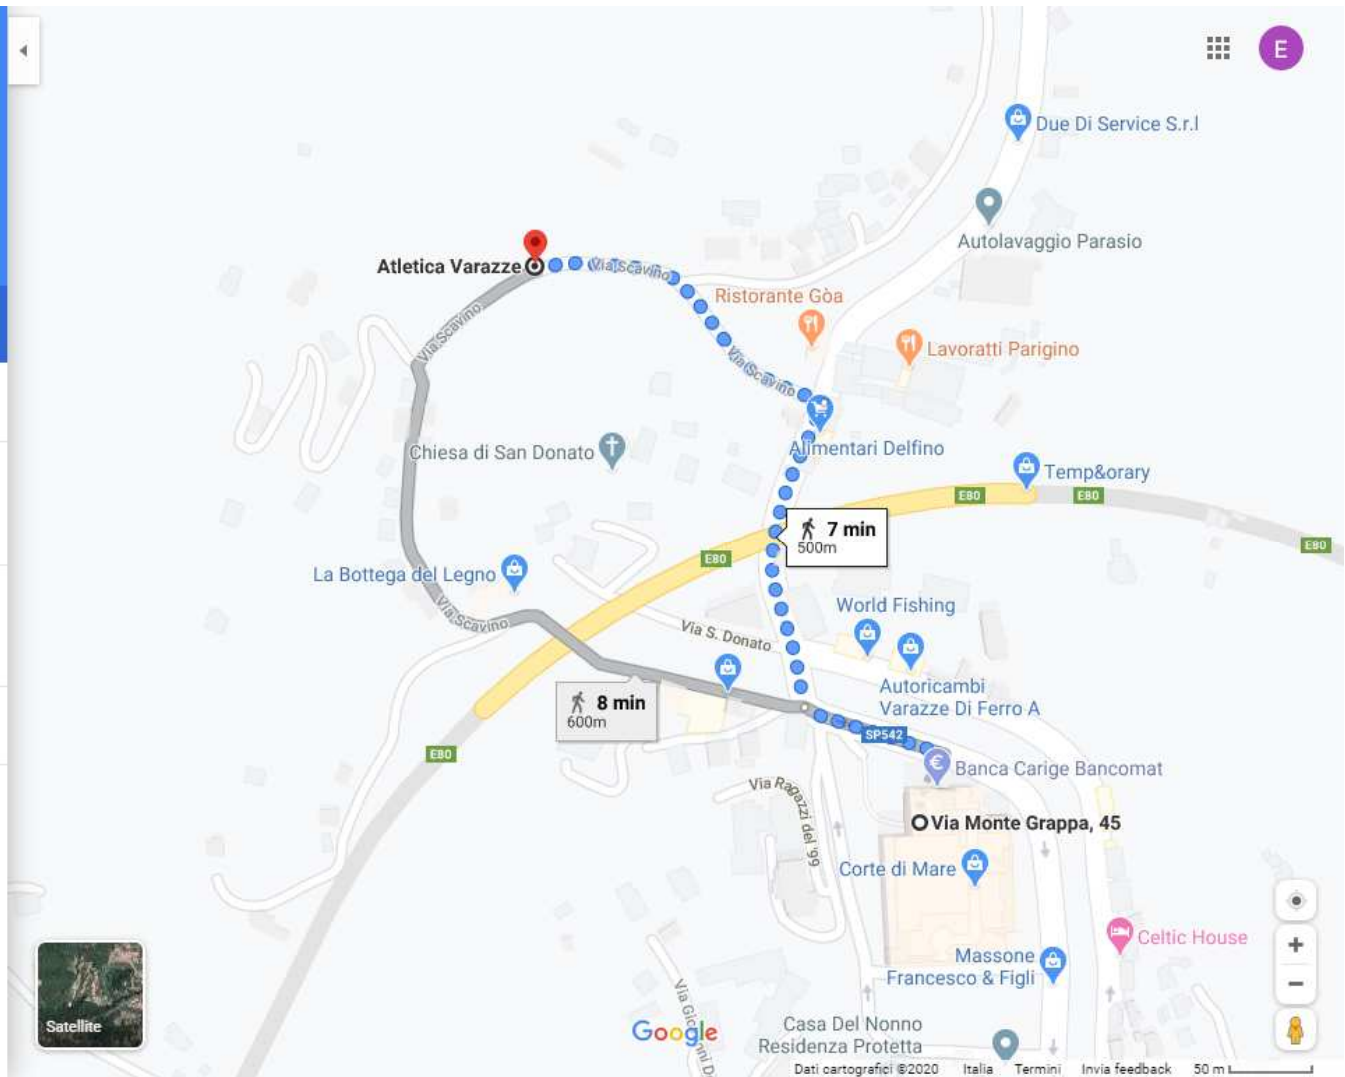 E
Due Di Service S.r.l
Autolavaggio Parasio
Atletica Varazze
Via Scavino
Ristorante Gòa
Via Scavino
Lavoratti Parigino
Via Scavino
Alimentari Delfino
Chiesa di San Donato
Temp&orary
E80
E80
7 min
500m
E80
E80
La Bottega del Legno
World Fishing
Via Scavino
Via S. Donato
Autoricambi
Varazze Di Ferro A
8 min
600m
SP542
E80
Banca Carige Bancomat
Via Ragazzi del '99
Via Monte Grappa, 45
Corte di Mare
Celtic House
Massone
Francesco & Figli
Satellite
Google
Casa Del Nonno
Residenza Protetta
Dati cartografici ©2020 Italia Termini Invia feedback 50 m